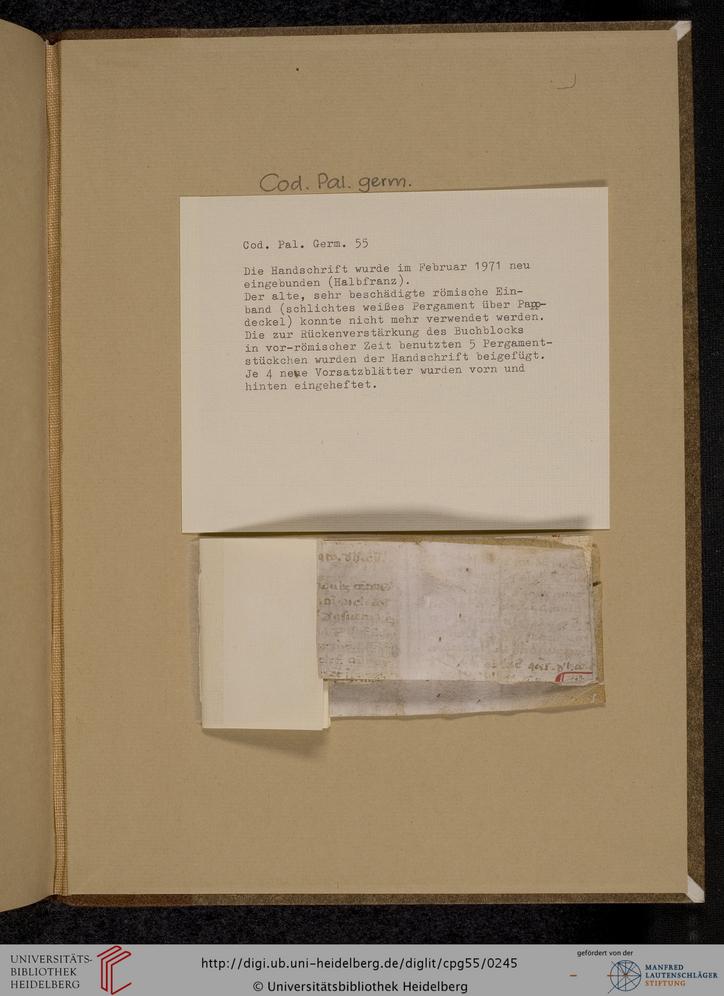 Cod. Pal. germ.
Cod. Pal. Germ. 55
Die Handschrift wurde im Februar 1971 neu
eingebunden (Halbfranz).
Der alte, sehr beschädigte römische Ein-
band (schlichtes weißes Pergament über Papp-
deckel) konnte nicht mehr verwendet werden.
Die zur Rückenverstärkung des Buchblocks
in vor-römischer Zeit benutzten 5 Pergament-
stückchen wurden der Handschrift beigefügt.
Je 4 neue Vorsatzblätter wurden vorn und
hinten eingeheftet.
UNIVERSITÄTS-
BIBLIOTHEK
HEIDELBERG
http://digi.ub.uni-heidelberg.de/diglit/cpg55/0245
© Universitätsbibliothek Heidelberg
gefördert von der
MANFRED
LAUTENSCHLÄGER
STIFTUNG